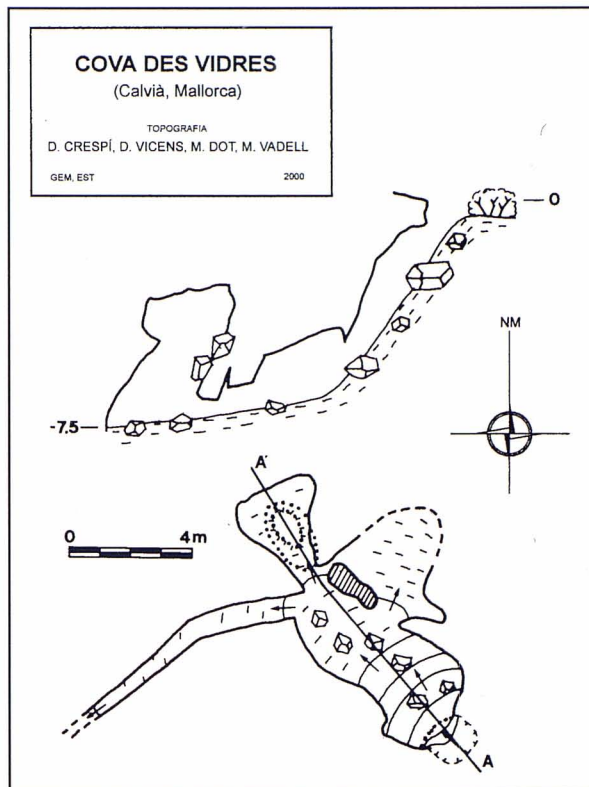 COVA DES VIDRES
(Calvià, Mallorca)
TOPOGRAFIA
D. CRESPÍ, D. VICENS, M. DOT, M. VADELL
GEM, EST 2000
0
NM
-7.5
A'
0 4m
A